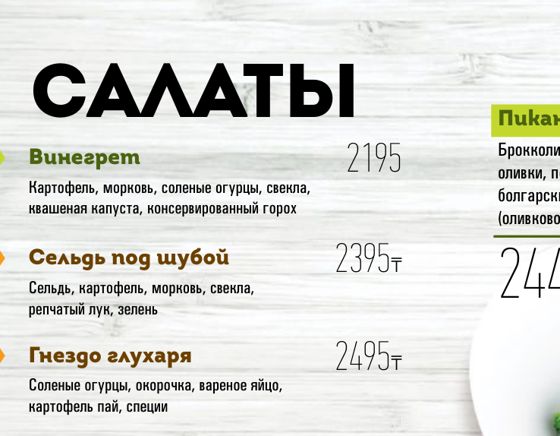 САЛАТЫ
Винегрет 2195
Картофель, морковь, соленые огурцы, свекла,
квашеная капуста, консервированный горох
Сельдь под шубой 2395₸
Сельдь, картофель, морковь, свекла,
репчатый лук, зелень
Гнездо глухаря 2495₸
Соленые огурцы, окорочка, вареное яйцо,
картофель пай, специи
Брокколи
оливки,